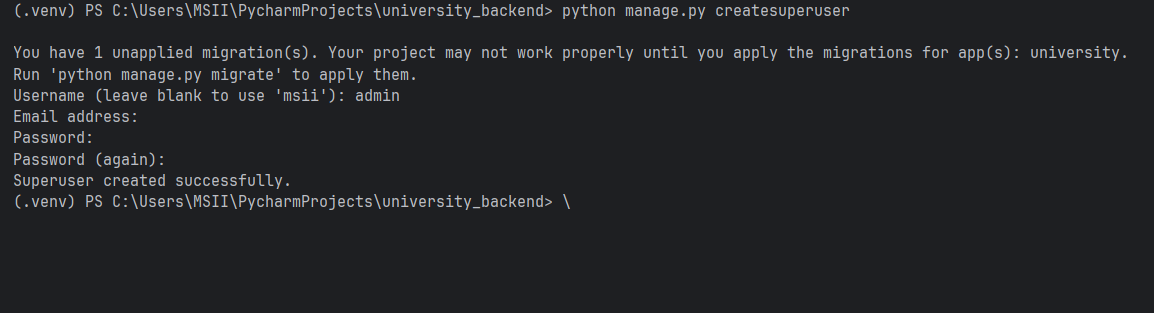 (.venv) PS C:\Users\MSII\PycharmProjects\university_backend> python manage.py createsuperuser
You have 1 unapplied migration(s). Your project may not work properly until you apply the migrations for app(s): university.
Run 'python manage.py migrate' to apply them.
Username (leave blank to use 'msii'): admin
Email address:
Password:
Password (again):
Superuser created successfully.
(.venv) PS C:\Users\MSII\PycharmProjects\university_backend> \